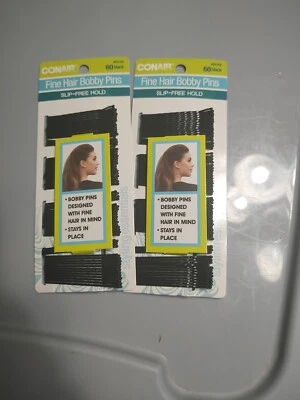 CONAIR
60 black
Fine Hair Bobby Pins
SLIP-FREE HOLD
• BOBBY PINS
DESIGNED
WITH FINE
HAIR IN MIND
• STAYS IN
PLACE
CONAIR
60 black
Fine Hair Bobby Pins
SLIP-FREE HOLD
• BOBBY PINS
DESIGNED
WITH FINE
HAIR IN MIND
• STAYS IN
PLACE